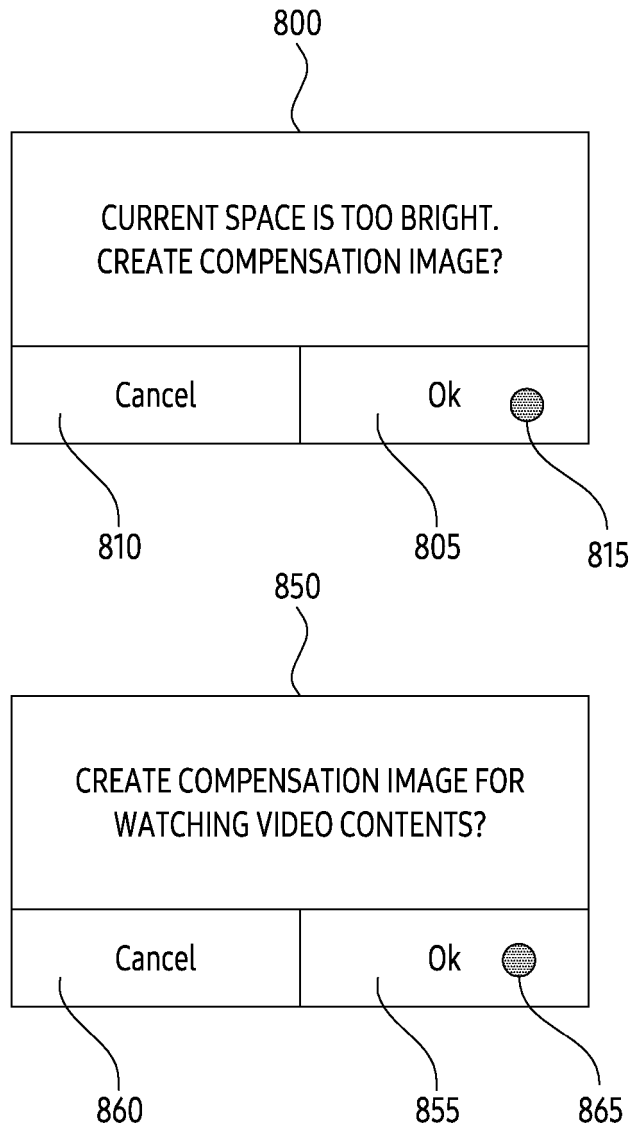 800
CURRENT SPACE IS TOO BRIGHT.
CREATE COMPENSATION IMAGE?
Cancel
Ok
810
805
815
850
CREATE COMPENSATION IMAGE FOR
WATCHING VIDEO CONTENTS?
Cancel
Ok
860
855
865